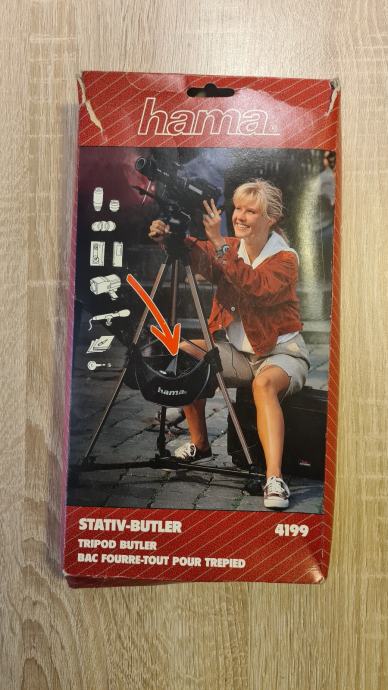 hama®
hama®
STATIV-BUTLER
4199
TRIPOD BUTLER
BAC FOURRE-TOUT POUR TREPIED